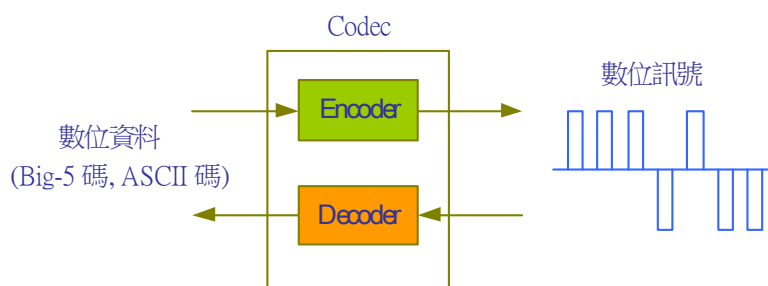 Codec
數位訊號
Encoder
數位資料
(Big-5 碼, ASCII 碼)
Decoder